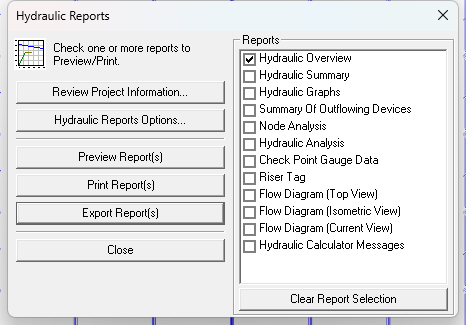 Hydraulic Reports
Check one or more reports to
Preview/Print.
Review Project Information...
Hydraulic Reports Options...
Preview Report(s)
Print Report(s)
Export Report(s)
Close
Reports
Hydraulic Overview
Hydraulic Summary
Hydraulic Graphs
Summary Of Outflowing Devices
Node Analysis
Hydraulic Analysis
Check Point Gauge Data
Riser Tag
Flow Diagram (Top View)
Flow Diagram (Isometric View)
Flow Diagram (Current View)
Hydraulic Calculator Messages
Clear Report Selection